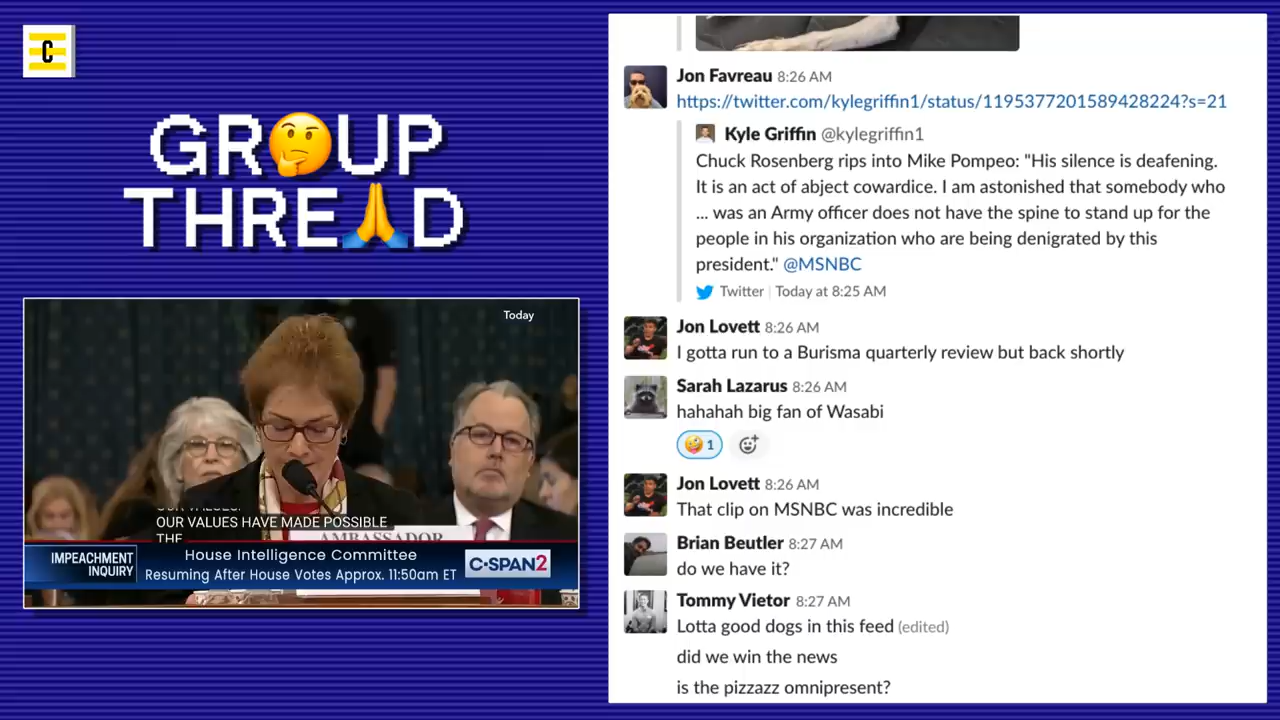 C
GR🤔UP
THRE🙏D
Today
OUR VALUES.
OUR VALUES HAVE MADE POSSIBLE
THE
AMBASSADOR
IMPEACHMENT
INQUIRY
House Intelligence Committee
Resuming After House Votes Approx. 11:50am ET
C-SPAN2
Jon Favreau 8:26 AM
https://twitter.com/kylegriffin1/status/1195377201589428224?s=21
Kyle Griffin @kylegriffin1
Chuck Rosenberg rips into Mike Pompeo: "His silence is deafening.
It is an act of abject cowardice. I am astonished that somebody who
... was an Army officer does not have the spine to stand up for the
people in his organization who are being denigrated by this
president." @MSNBC
Twitter | Today at 8:25 AM
Jon Lovett 8:26 AM
I gotta run to a Burisma quarterly review but back shortly
Sarah Lazarus 8:26 AM
hahahah big fan of Wasabi
1
Jon Lovett 8:26 AM
That clip on MSNBC was incredible
Brian Beutler 8:27 AM
do we have it?
Tommy Vietor 8:27 AM
Lotta good dogs in this feed (edited)
did we win the news
is the pizzazz omnipresent?